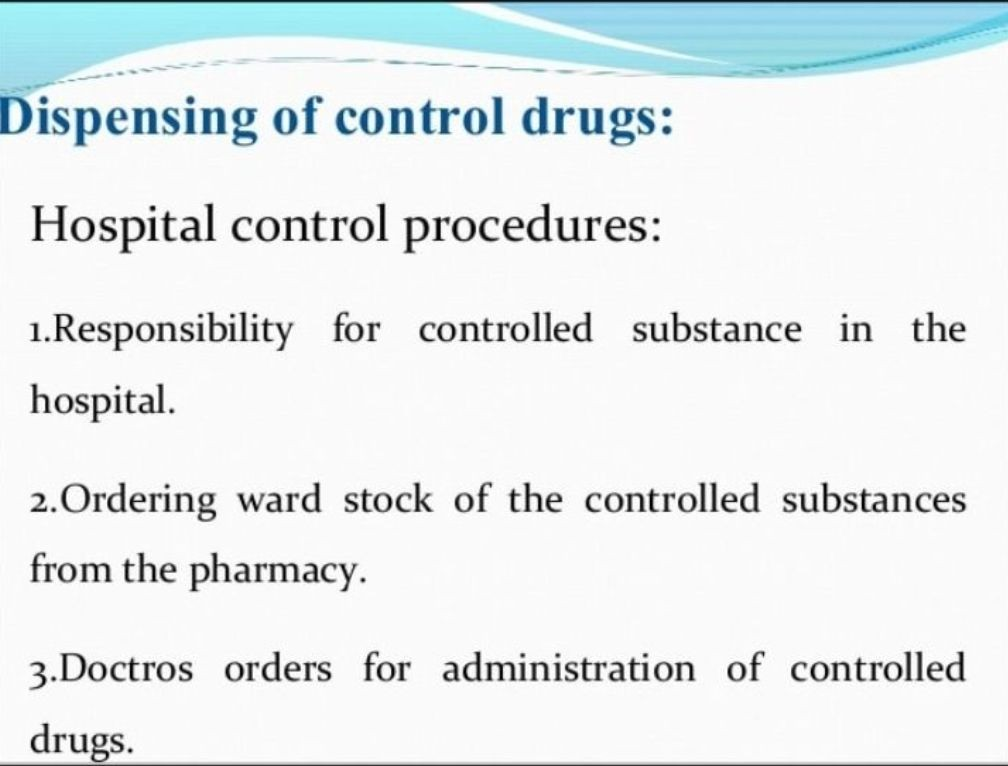 Dispensing of control drugs:
Hospital control procedures:
1.Responsibility for controlled substance in the
hospital.
2.Ordering ward stock of the controlled substances
from the pharmacy.
3.Doctros orders for administration of controlled
drugs.